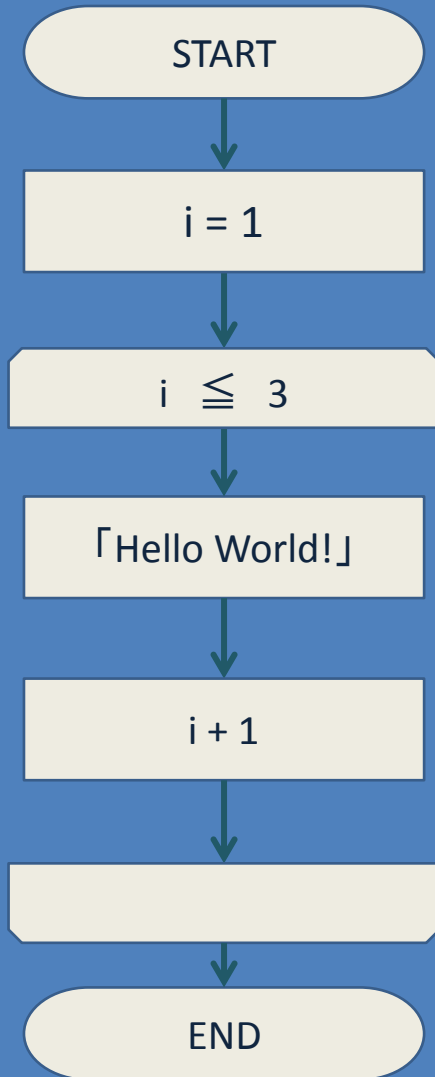 START
i = 1
i ≦ 3
「Hello World!」
i + 1
END